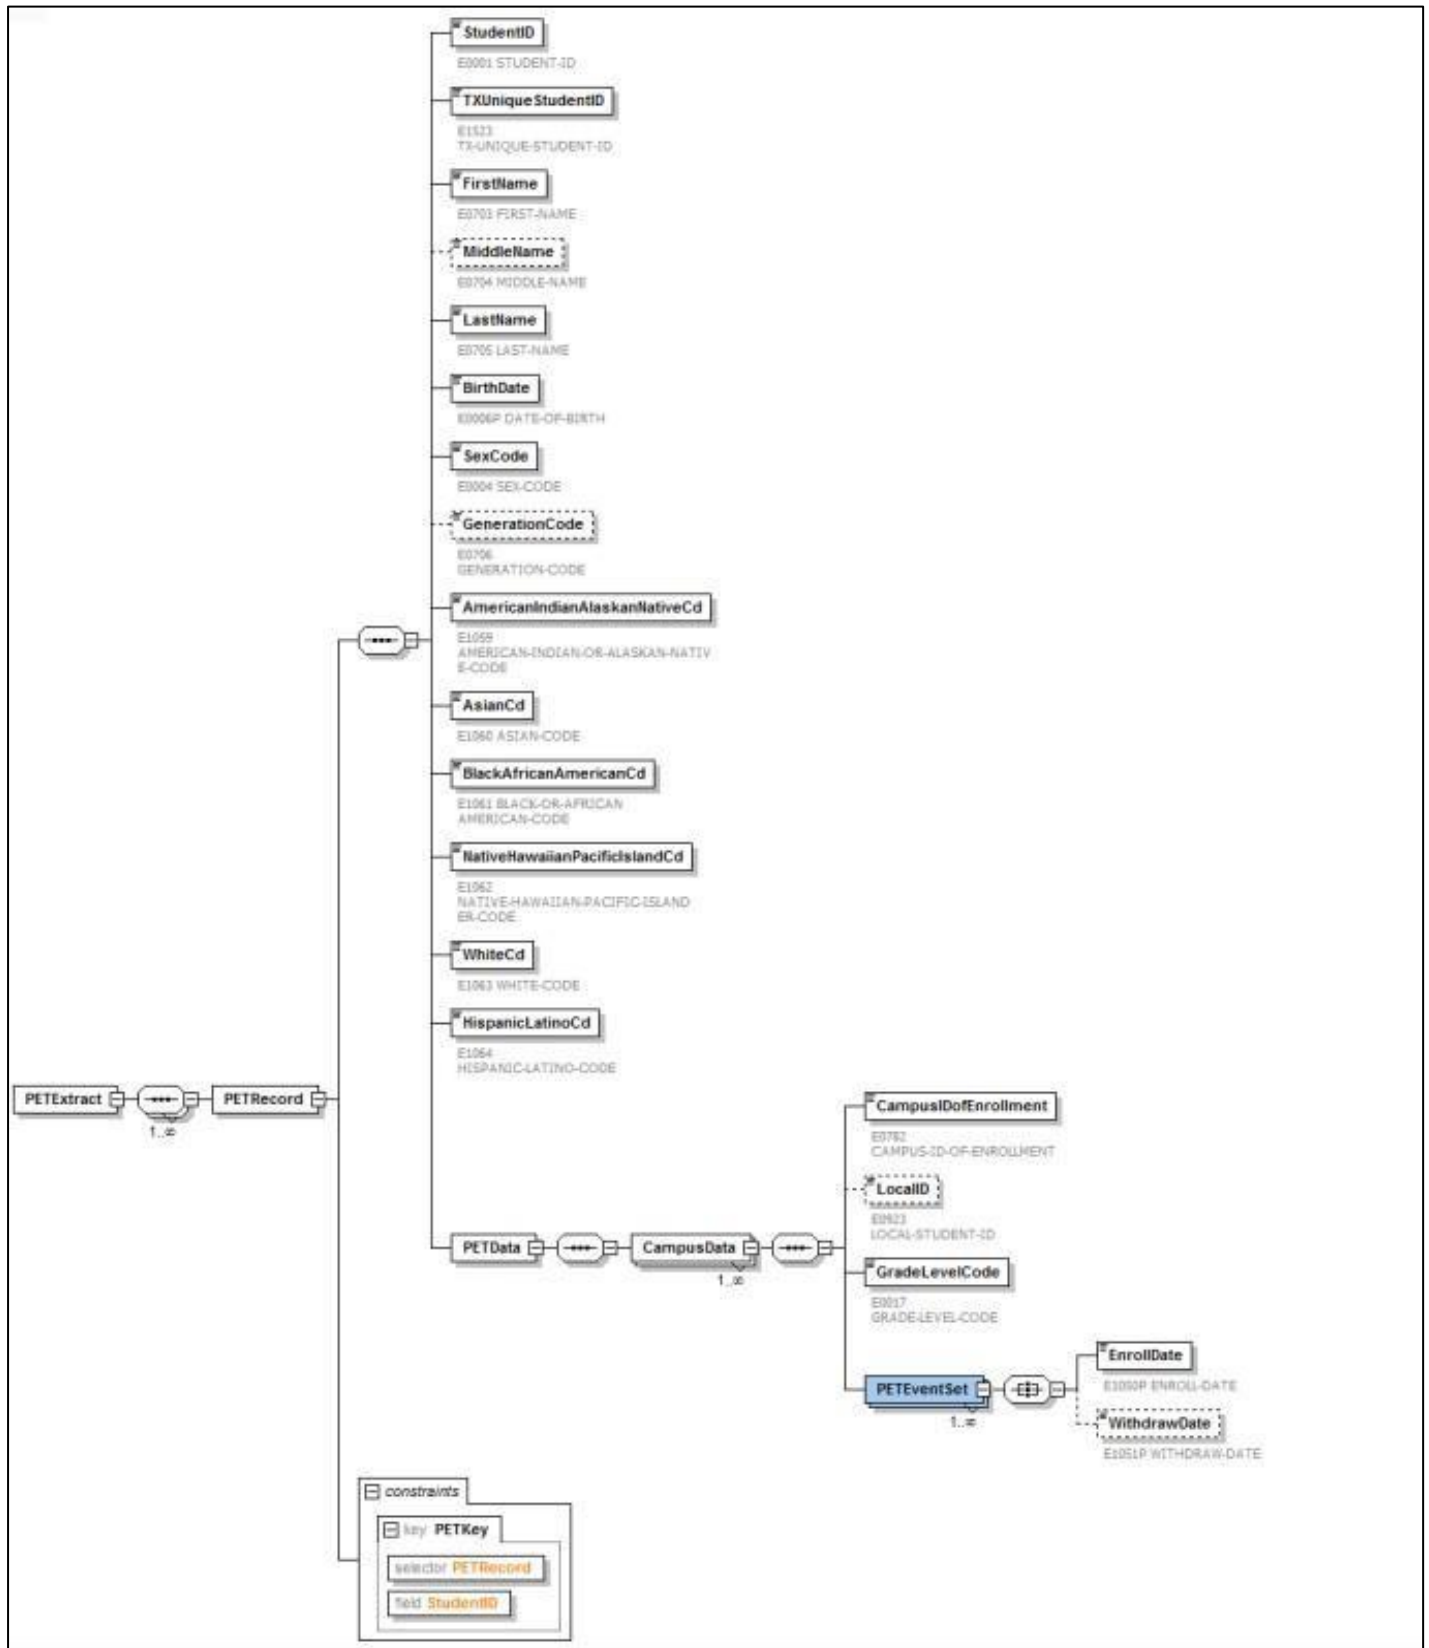 StudentID
E0001 STUDENT-ID
TXUniqueStudentID
E1523
TX-UNIQUE-STUDENT-ID
FirstName
E0703 FIRST-NAME
MiddleName
E0704 MIDDLE-NAME
LastName
E0705 LAST-NAME
BirthDate
E0006P DATE-OF-BIRTH
SexCode
E0004 SEX-CODE
GenerationCode
E0706
GENERATION-CODE
AmericanIndianAlaskanNativeCd
E1059
AMERICAN-INDIAN-OR-ALASKAN-NATIV
E-CODE
AsianCd
E1060 ASIAN-CODE
BlackAfricanAmericanCd
E1061 BLACK-OR-AFRICAN
AMERICAN-CODE
NativeHawaiianPacificIslandCd
E1062
NATIVE-HAWAIIAN-PACIFIC-ISLAND
ER-CODE
WhiteCd
E1063 WHITE-CODE
HispanicLatinoCd
E1064
HISPANIC-LATINO-CODE
PETExtract
1..∞
PETRecord
PETData
CampusData
1..∞
CampusIDofEnrollment
E0782
CAMPUS-ID-OF-ENROLLMENT
LocalID
E0923
LOCAL-STUDENT-ID
GradeLevelCode
E0017
GRADE-LEVEL-CODE
PETEventSet
1..∞
EnrollDate
E1050P ENROLL-DATE
WithdrawDate
E1051P WITHDRAW-DATE
constraints
key PETKey
selector PETRecord
field StudentID